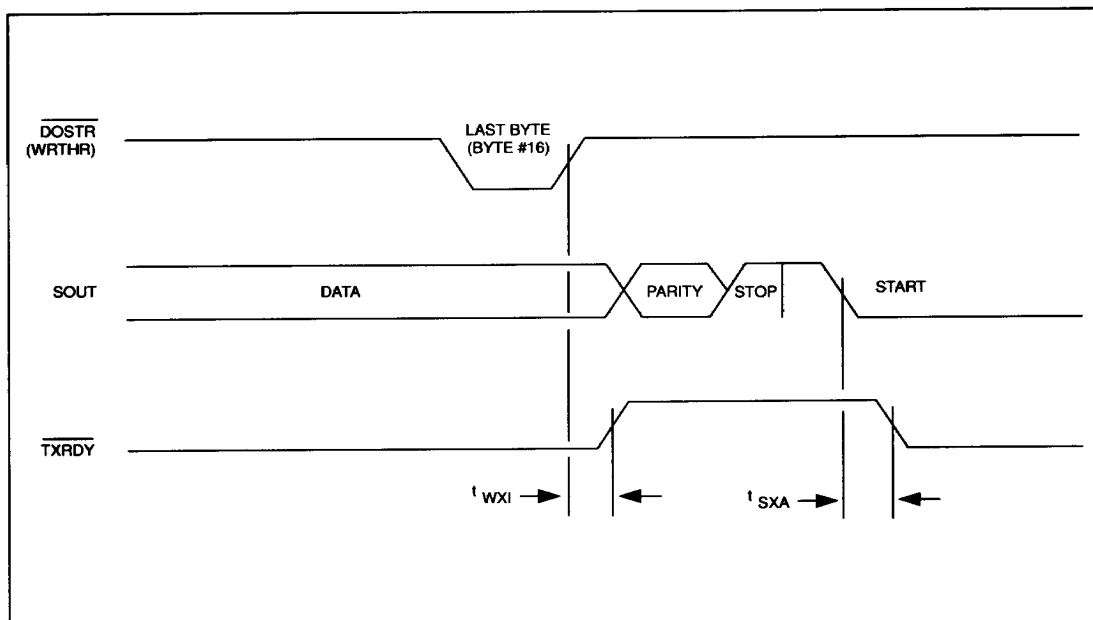 DOSTR
(WRTHR)
LAST BYTE
(BYTE #16)
SOUT
DATA
PARITY
STOP
START
TXRDY
t WXI
t SXA